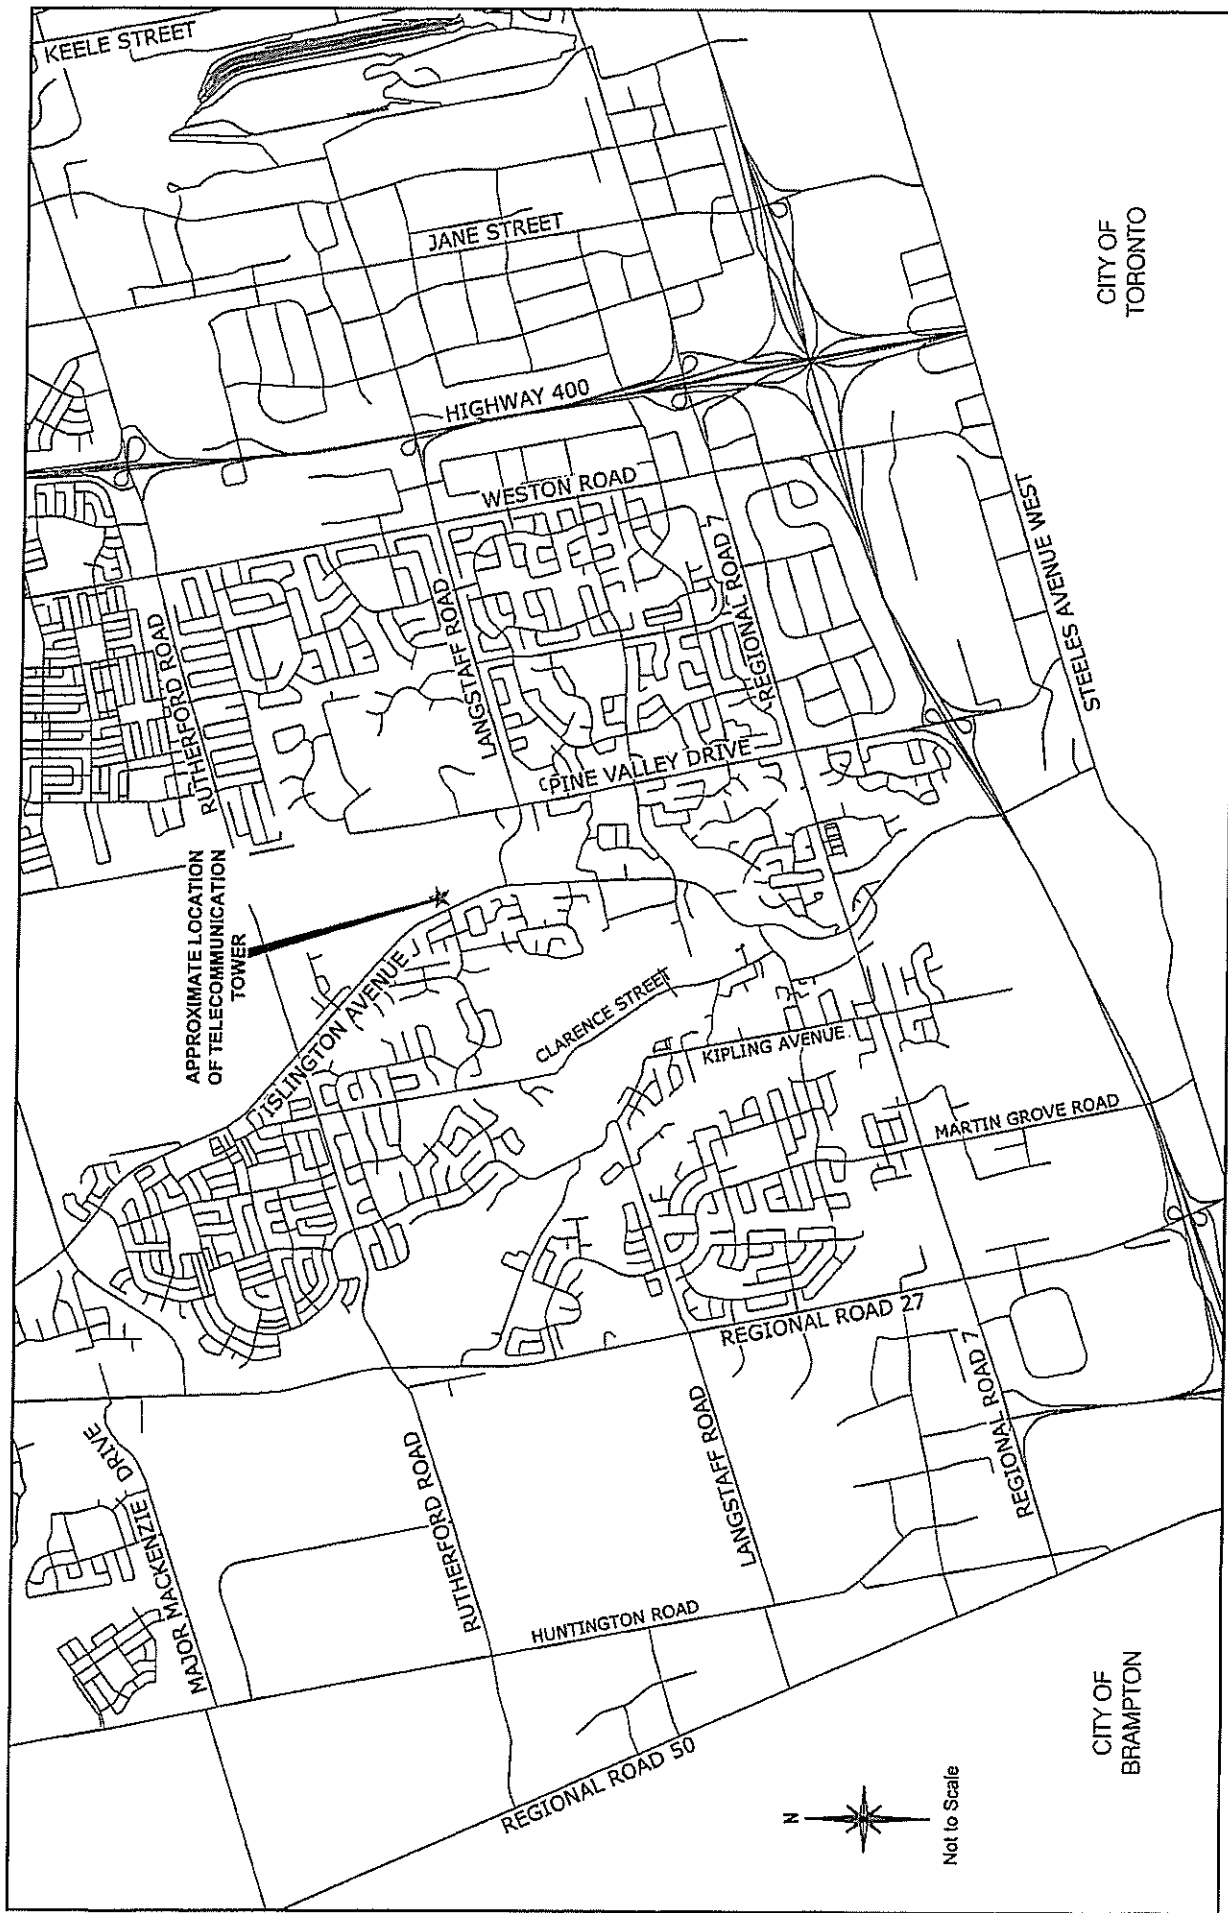 KEELE STREET
JANE STREET
HIGHWAY 400
WESTON ROAD
CITY OF
TORONTO
RUTHERFORD ROAD
LANGSTAFF ROAD
REGIONAL ROAD 7
STEELES AVENUE WEST
PINE VALLEY DRIVE
APPROXIMATE LOCATION
OF TELECOMMUNICATION
TOWER
ISLINGTON AVENUE
CLARENCE STREET
KIPLING AVENUE
MARTIN GROVE ROAD
REGIONAL ROAD 27
MAJOR MACKENZIE DRIVE
RUTHERFORD ROAD
LANGSTAFF ROAD
REGIONAL ROAD 7
HUNTINGTON ROAD
REGIONAL ROAD 50
CITY OF
BRAMPTON
N
Not to Scale